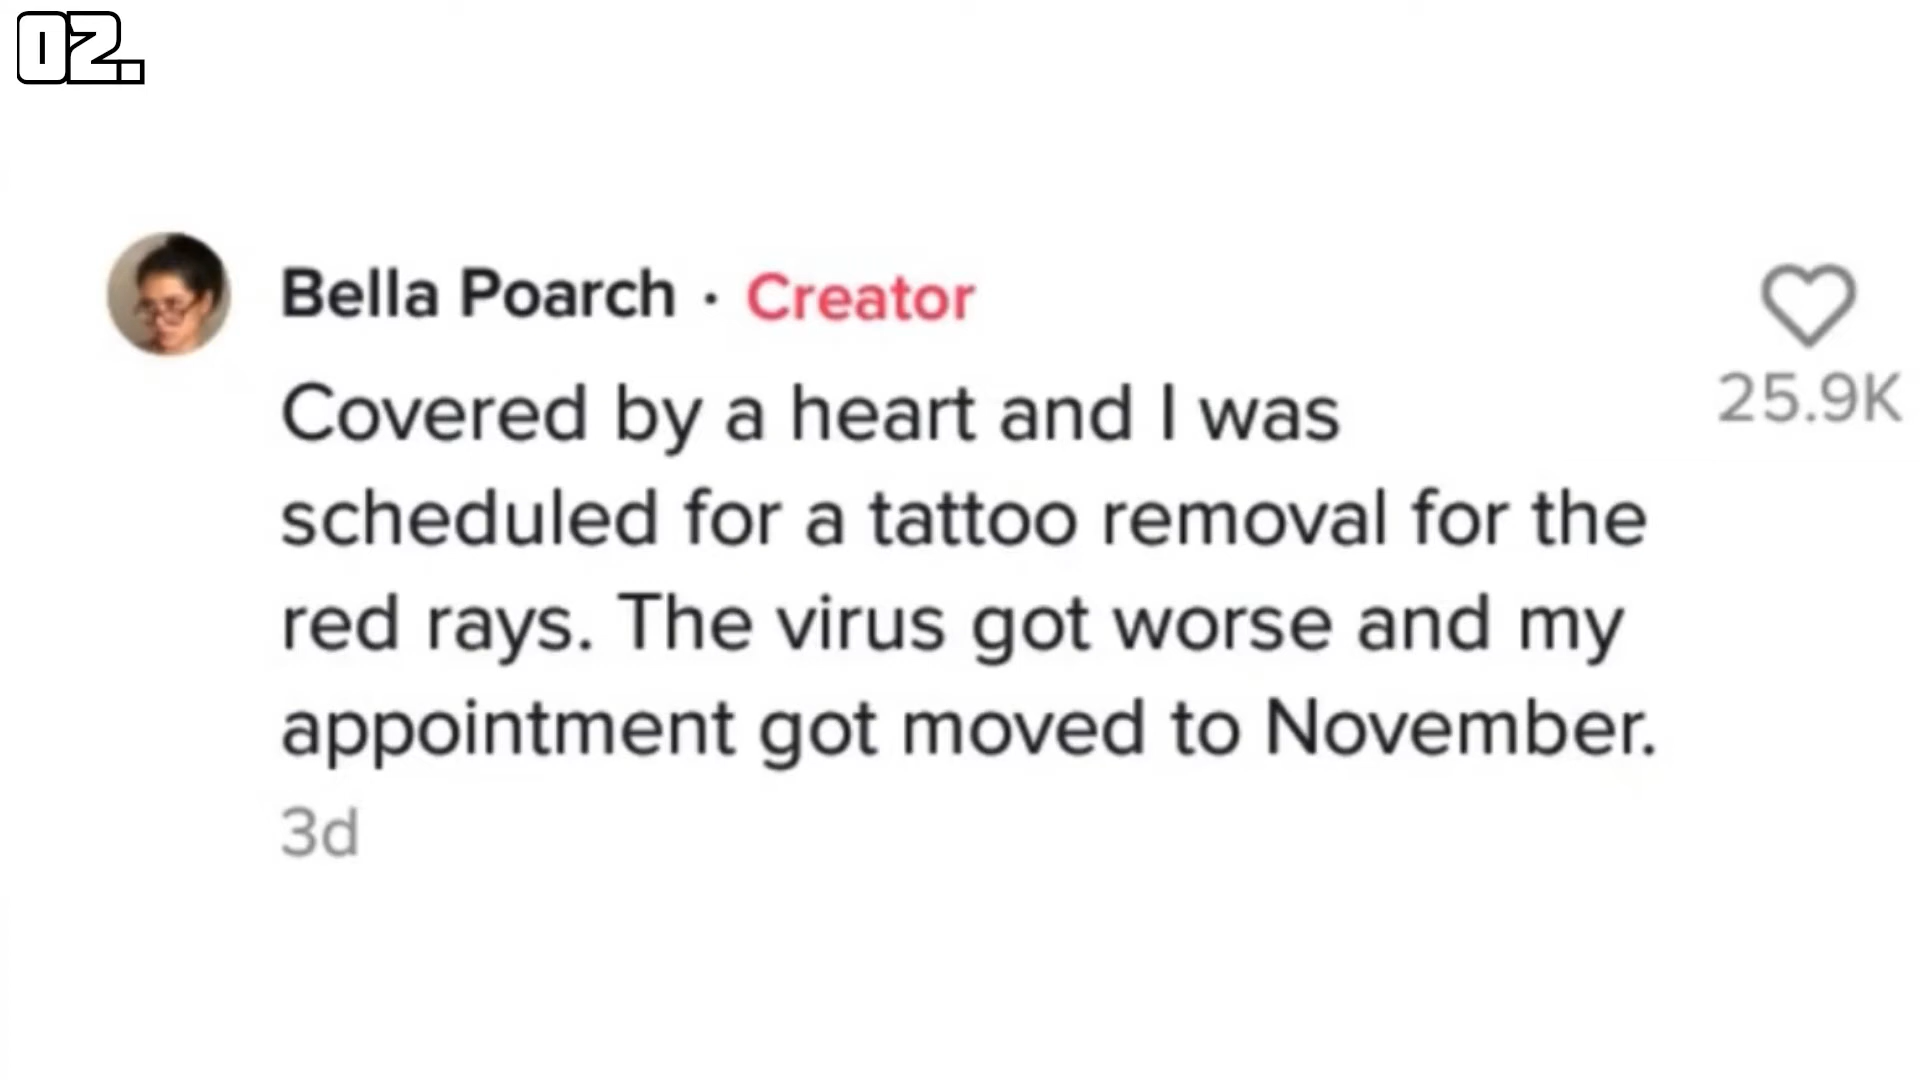 02.
Bella Poarch · Creator
Covered by a heart and I was
25.9K
scheduled for a tattoo removal for the
red rays. The virus got worse and my
appointment got moved to November.
3d